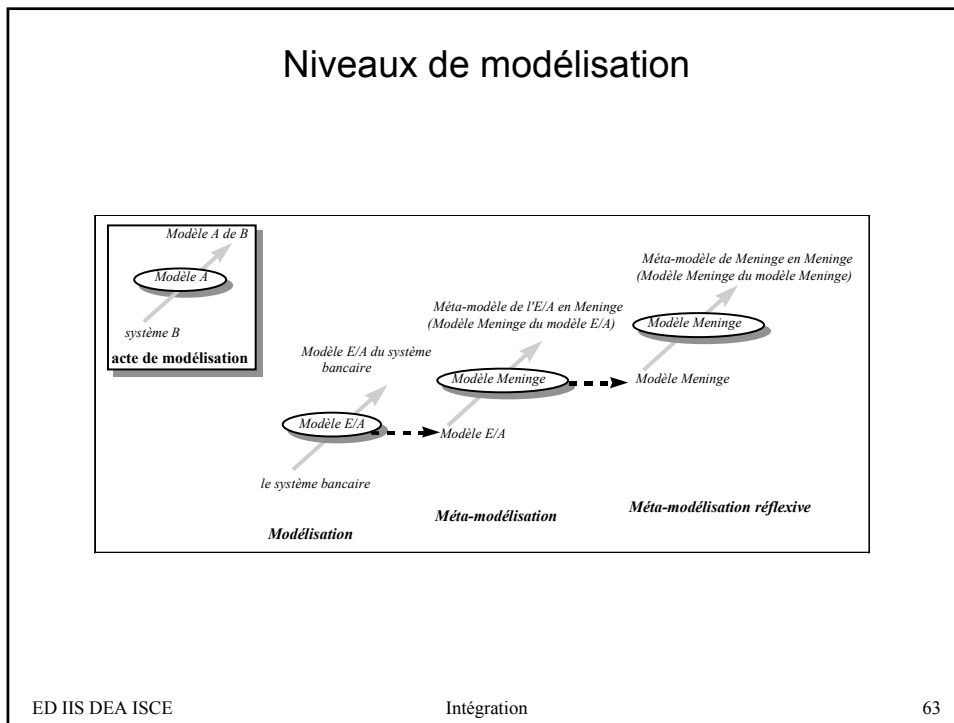 Niveaux de modélisation
Modèle A de B
Modèle A
système B
acte de modélisation
Modèle E/A du système
bancaire
Modèle E/A
le système bancaire
Modélisation
Méta-modèle de l'E/A en Meninge
(Modèle Meninge du modèle E/A)
Modèle Meninge
Modèle E/A
Méta-modélisation
Méta-modèle de Meninge en Meninge
(Modèle Meninge du modèle Meninge)
Modèle Meninge
Modèle Meninge
Méta-modélisation réflexive
ED IIS DEA ISCE
Intégration
63